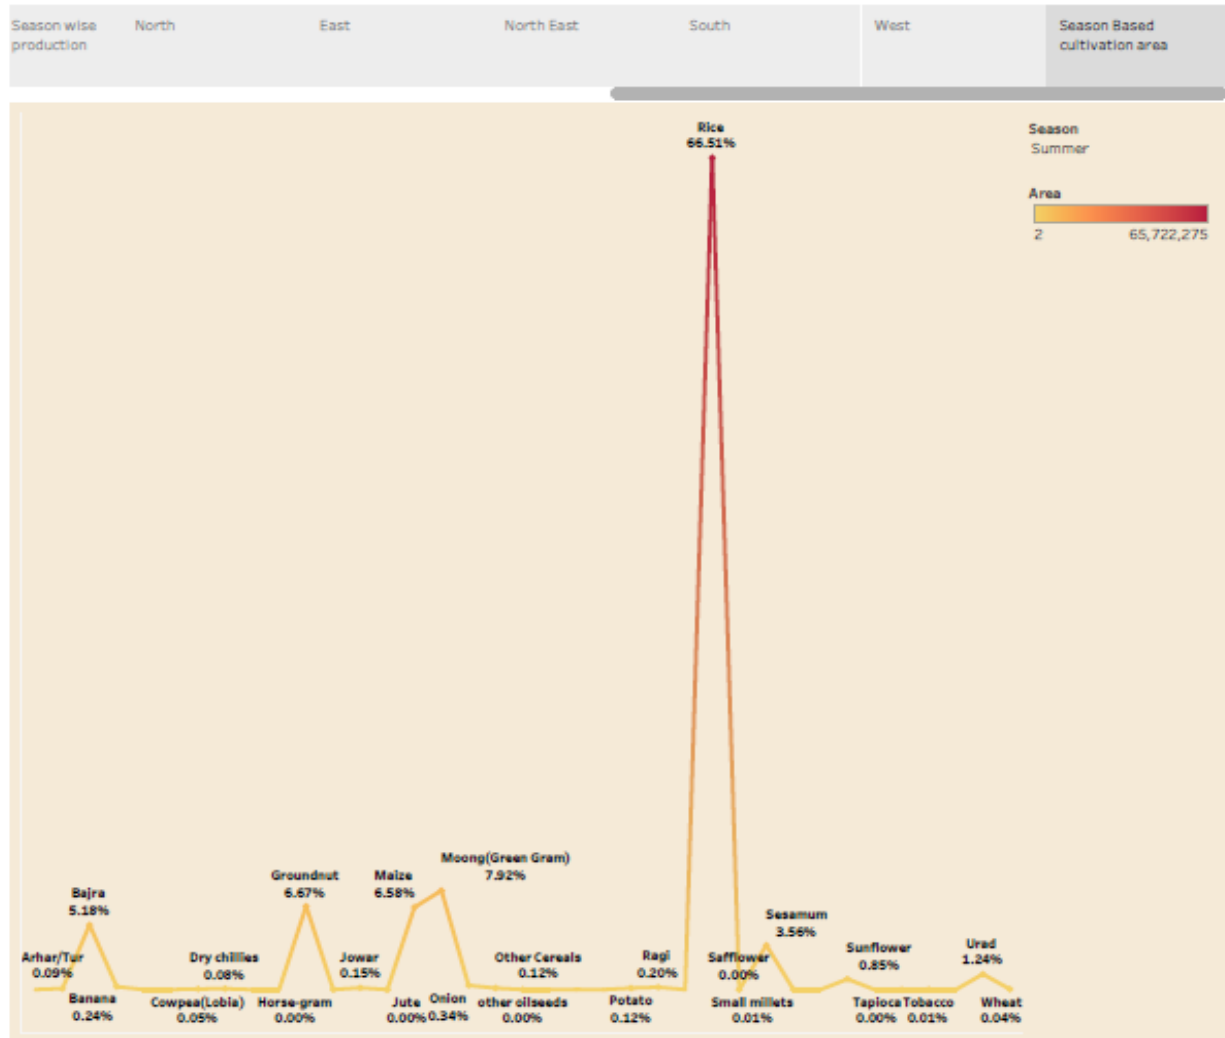 Season wise
production
North
East
North East
South
West
Season Based
cultivation area
Rice
66.51%
Season
Summer
Area
2
65,722,275
Moong(Green Gram)
7.92%
Groundnut
6.67%
Maize
6.58%
Bajra
5.18%
Sesamum
3.56%
Arhar/Tur
0.09%
Dry chillies
0.08%
Jowar
0.15%
Other Cereals
0.12%
Ragi
0.20%
Safflower
0.00%
Sunflower
0.85%
Urad
1.24%
Banana
0.24%
Cowpea(Lobia)
0.05%
Horse-gram
0.00%
Jute
0.00%
Onion
0.34%
other oilseeds
0.00%
Potato
0.12%
Small millets
0.01%
Tapioca
0.00%
Tobacco
0.01%
Wheat
0.04%